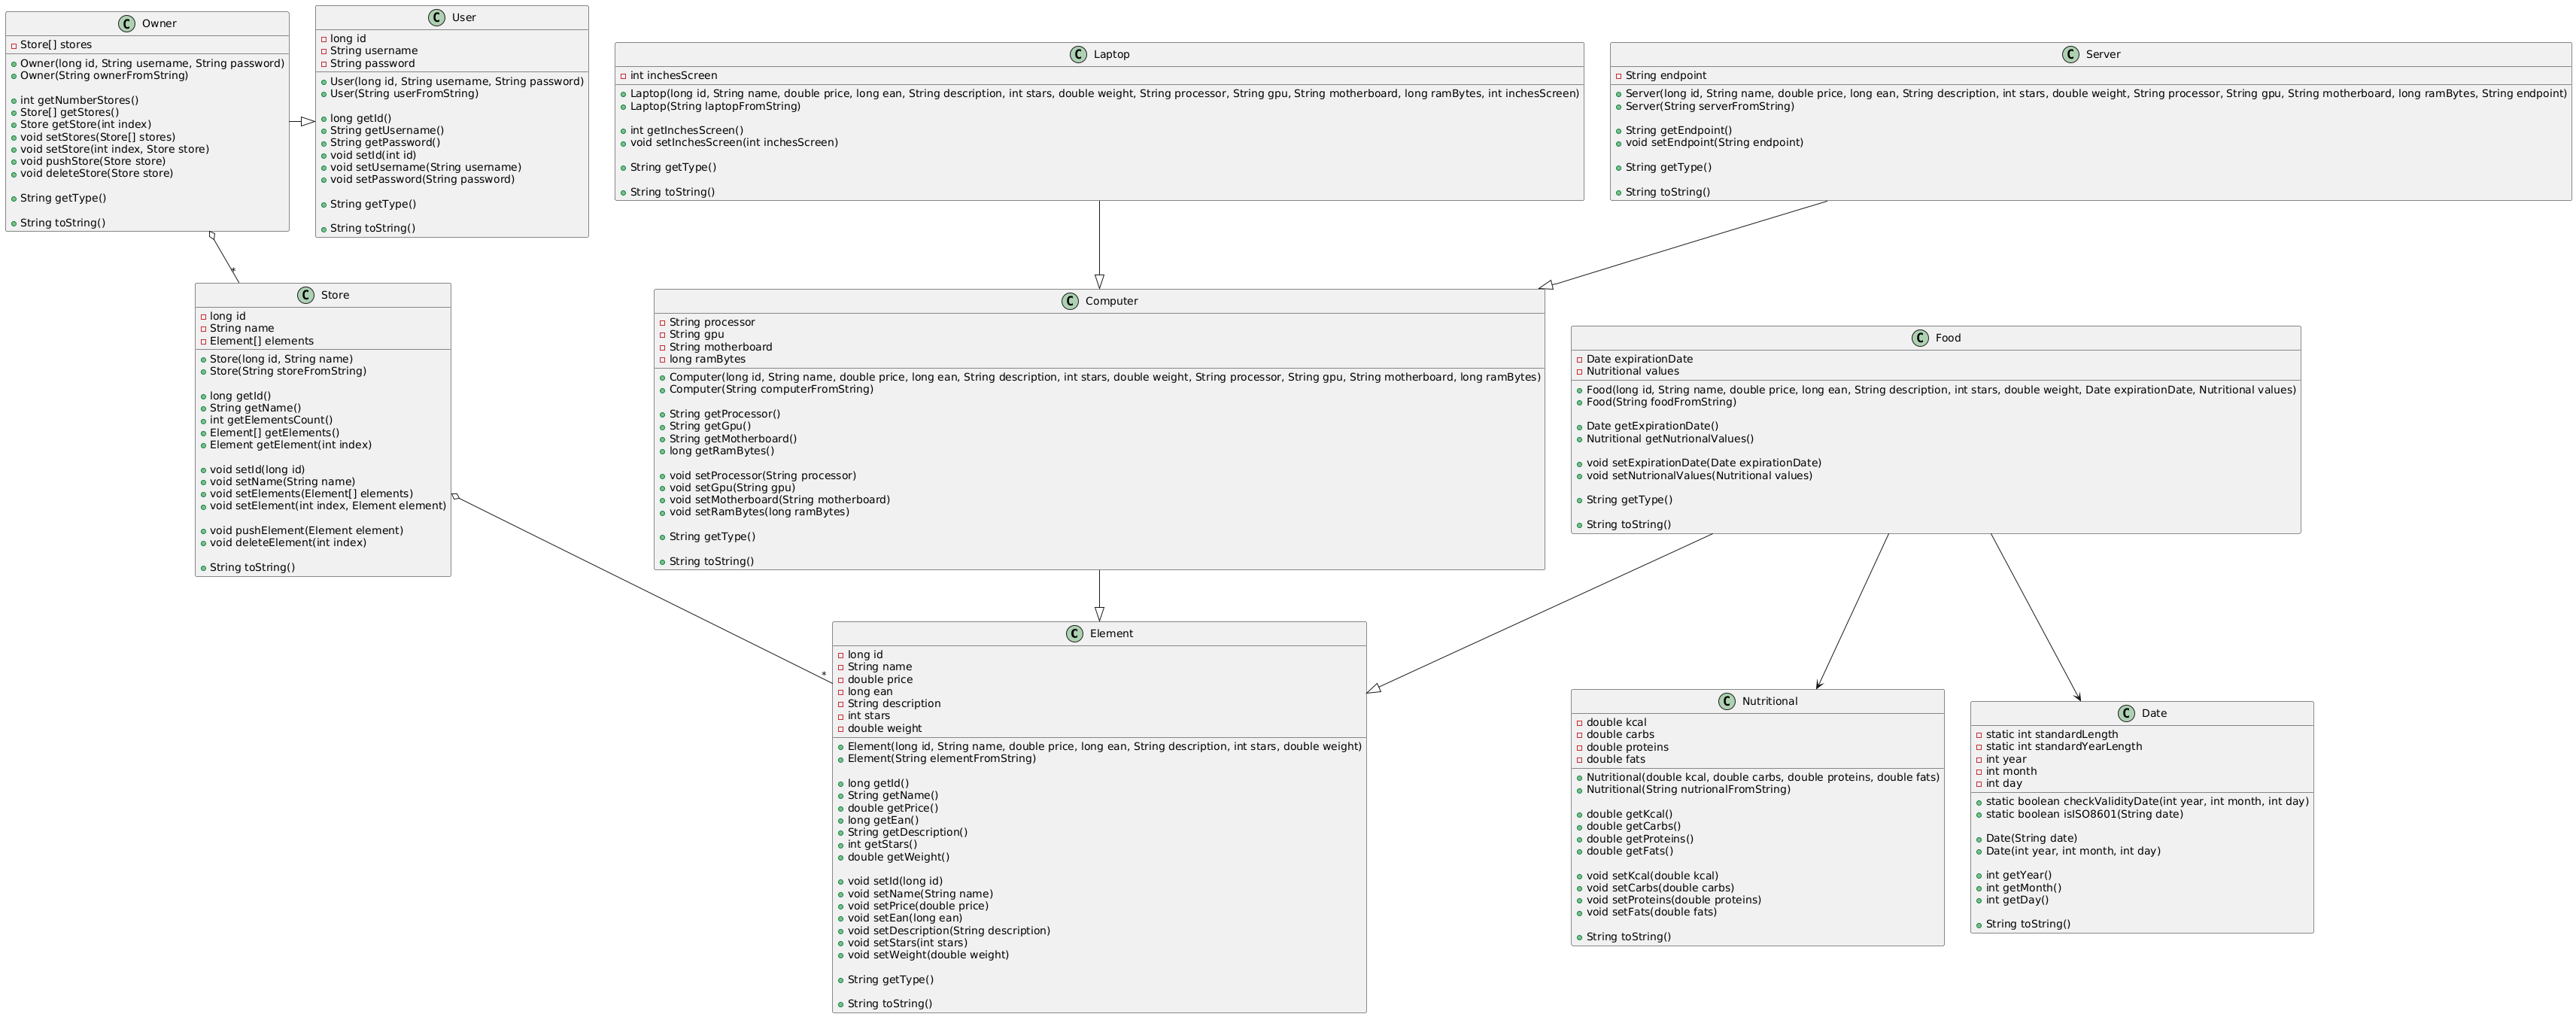 Owner
Store[] stores
Owner(long id, String username, String password)
Owner(String ownerFromString)
int getNumberStores()
Store[] getStores()
Store getStore(int index)
void setStores(Store[] stores)
void setStore(int index, Store store)
void pushStore(Store store)
void deleteStore(Store store)
String getType()
String toString()
User
long id
String username
String password
User(long id, String username, String password)
User(String userFromString)
long getId()
String getUsername()
String getPassword()
void setId(int id)
void setUsername(String username)
void setPassword(String password)
String getType()
String toString()
Laptop
int inchesScreen
Laptop(long id, String name, double price, long ean, String description, int stars, double weight, String processor, String gpu, String motherboard, long ramBytes, int inchesScreen)
Laptop(String laptopFromString)
int getInchesScreen()
void setInchesScreen(int inchesScreen)
String getType()
String toString()
Server
String endpoint
Server(long id, String name, double price, long ean, String description, int stars, double weight, String processor, String gpu, String motherboard, long ramBytes, String endpoint)
Server(String serverFromString)
String getEndpoint()
void setEndpoint(String endpoint)
String getType()
String toString()
*
Store
long id
String name
Element[] elements
Store(long id, String name)
Store(String storeFromString)
long getId()
String getName()
int getElementsCount()
Element[] getElements()
Element getElement(int index)
void setId(long id)
void setName(String name)
void setElements(Element[] elements)
void setElement(int index, Element element)
void pushElement(Element element)
void deleteElement(int index)
String toString()
Computer
String processor
String gpu
String motherboard
long ramBytes
Computer(long id, String name, double price, long ean, String description, int stars, double weight, String processor, String gpu, String motherboard, long ramBytes)
Computer(String computerFromString)
String getProcessor()
String getGpu()
String getMotherboard()
long getRamBytes()
void setProcessor(String processor)
void setGpu(String gpu)
void setMotherboard(String motherboard)
void setRamBytes(long ramBytes)
String getType()
String toString()
Food
Date expirationDate
Nutritional values
Food(long id, String name, double price, long ean, String description, int stars, double weight, Date expirationDate, Nutritional values)
Food(String foodFromString)
Date getExpirationDate()
Nutritional getNutrionalValues()
void setExpirationDate(Date expirationDate)
void setNutrionalValues(Nutritional values)
String getType()
String toString()
*
Element
long id
String name
double price
long ean
String description
int stars
double weight
Element(long id, String name, double price, long ean, String description, int stars, double weight)
Element(String elementFromString)
long getId()
String getName()
double getPrice()
long getEan()
String getDescription()
int getStars()
double getWeight()
void setId(long id)
void setName(String name)
void setPrice(double price)
void setEan(long ean)
void setDescription(String description)
void setStars(int stars)
void setWeight(double weight)
String getType()
String toString()
Nutritional
double kcal
double carbs
double proteins
double fats
Nutritional(double kcal, double carbs, double proteins, double fats)
Nutritional(String nutrionalFromString)
double getKcal()
double getCarbs()
double getProteins()
double getFats()
void setKcal(double kcal)
void setCarbs(double carbs)
void setProteins(double proteins)
void setFats(double fats)
String toString()
Date
static int standardLength
static int standardYearLength
int year
int month
int day
static boolean checkValidityDate(int year, int month, int day)
static boolean isISO8601(String date)
Date(String date)
Date(int year, int month, int day)
int getYear()
int getMonth()
int getDay()
String toString()